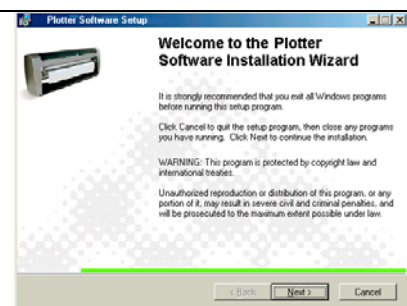 Plotter Software Setup
Welcome to the Plotter
Software Installation Wizard
It is strongly recommended that you exit all Windows programs
before running this setup program.
Click Cancel to quit the setup program, then close any programs
you have running. Click Next to continue the installation.
WARNING: This program is protected by copyright law and
international treaties.
Unauthorized reproduction or distribution of this program, or any
portion of it, may result in severe civil and criminal penalties, and
will be prosecuted to the maximum extent possible under law.
< Back Next > Cancel